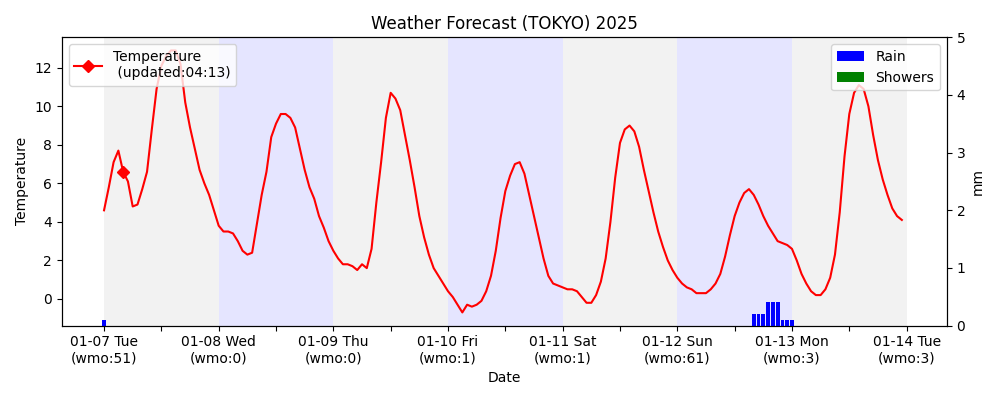 Weather Forecast (TOKYO) 2025
Temperature
(updated:04:13)
Rain
Showers
Temperature
12
10
8
6
4
2
0
5
4
3
2
1
0
mm
01-07 Tue
(wmo:51)
01-08 Wed
(wmo:0)
01-09 Thu
(wmo:0)
01-10 Fri
(wmo:1)
01-11 Sat
(wmo:1)
01-12 Sun
(wmo:61)
01-13 Mon
(wmo:3)
01-14 Tue
(wmo:3)
Date